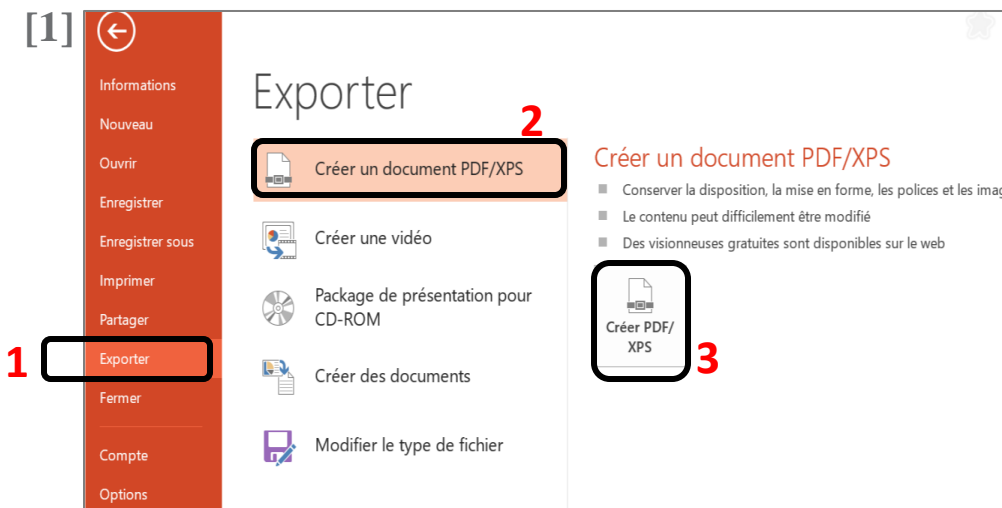 [1]
Informations
Nouveau
Ouvrir
Enregistrer
Enregistrer sous
Imprimer
Partager
1
Exporter
Fermer
Compte
Options
Exporter
2
Créer un document PDF/XPS
Créer une vidéo
Package de présentation pour
CD-ROM
Créer des documents
Modifier le type de fichier
Créer un document PDF/XPS
Conserver la disposition, la mise en forme, les polices et les imag
Le contenu peut difficilement être modifié
Des visionneuses gratuites sont disponibles sur le web
Créer PDF/
XPS
3